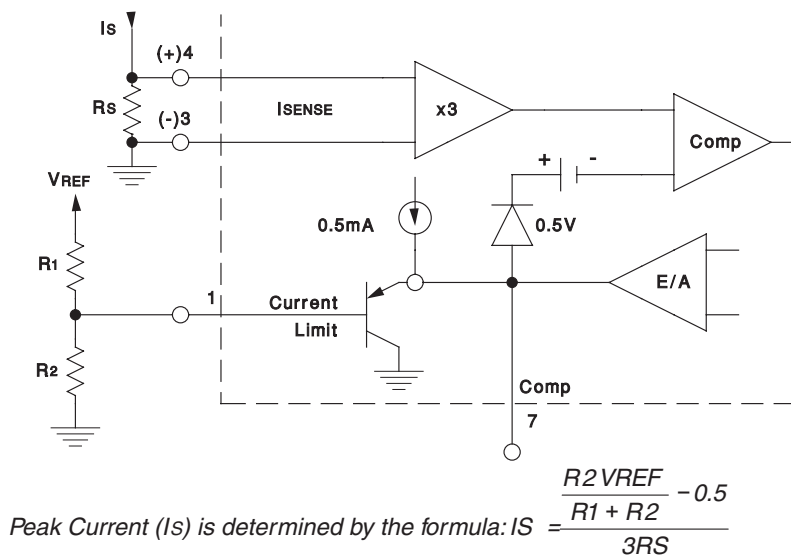 Is
(+)4
Rs
(-)3
ISENSE
x3
Comp
VREF
+ -
0.5mA
0.5V
R1
E/A
1
Current
Limit
R2
Comp
7
Peak Current (Is) is determined by the formula: IS = (R2 VREF / (R1 + R2) − 0.5) / 3RS